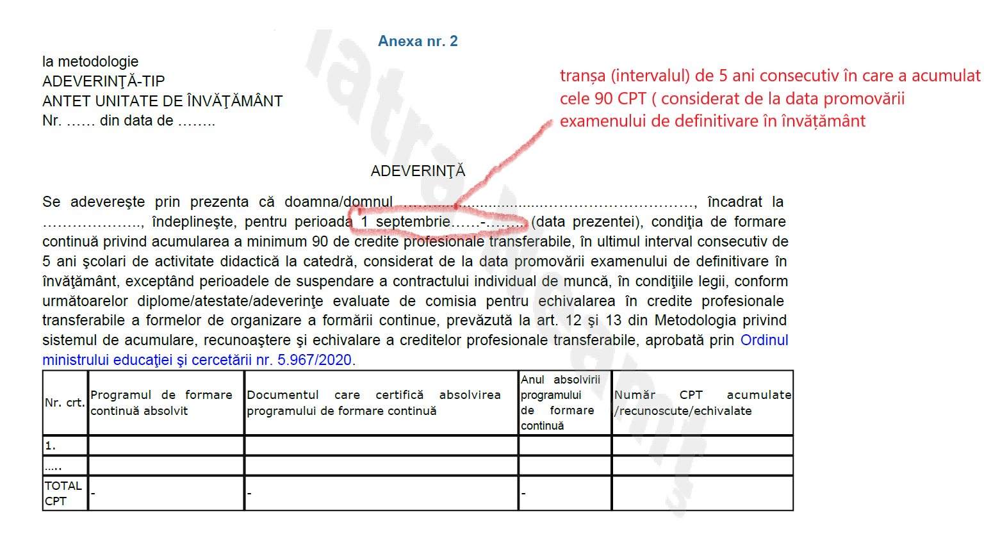 Anexa nr. 2
la metodologie
ADEVERINŢĂ-TIP
ANTET UNITATE DE ÎNVĂŢĂMÂNT
Nr. …… din data de ……..
tranșa (intervalul) de 5 ani consecutiv în care a acumulat
cele 90 CPT ( considerat de la data promovării
examenului de definitivare în învățământ
ADEVERINŢĂ
Se adevereşte prin prezenta că doamna/domnul ……………………………………………………, încadrat la
……………….., îndeplineşte, pentru perioada 1 septembrie……-……… (data prezentei), condiţia de formare
continuă privind acumularea a minimum 90 de credite profesionale transferabile, în ultimul interval consecutiv de
5 ani şcolari de activitate didactică la catedră, considerat de la data promovării examenului de definitivare în
învăţământ, exceptând perioadele de suspendare a contractului individual de muncă, în condiţiile legii, conform
următoarelor diplome/atestate/adeverinţe evaluate de comisia pentru echivalarea în credite profesionale
transferabile a formelor de organizare a formării continue, prevăzută la art. 12 şi 13 din Metodologia privind
sistemul de acumulare, recunoaştere şi echivalare a creditelor profesionale transferabile, aprobată prin Ordinul
ministrului educaţiei şi cercetării nr. 5.967/2020.
Nr. crt.
Programul de formare
continuă absolvit
Documentul care certifică absolvirea
programului de formare continuă
Anul absolvirii
programului
de formare
continuă
Număr CPT acumulate
/recunoscute/echivalate
1.
…..
TOTAL
CPT
-
-
-
iatra Neamț